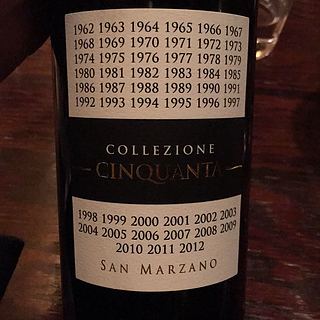 1962 1963 1964 1965 1966 1967
1968 1969 1970 1971 1972 1973
1974 1975 1976 1977 1978 1979
1980 1981 1982 1983 1984 1985
1986 1987 1988 1989 1990 1991
1992 1993 1994 1995 1996 1997
COLLEZIONE
CINQUANTA
1998 1999 2000 2001 2002 2003
2004 2005 2006 2007 2008 2009
2010 2011 2012
SAN MARZANO